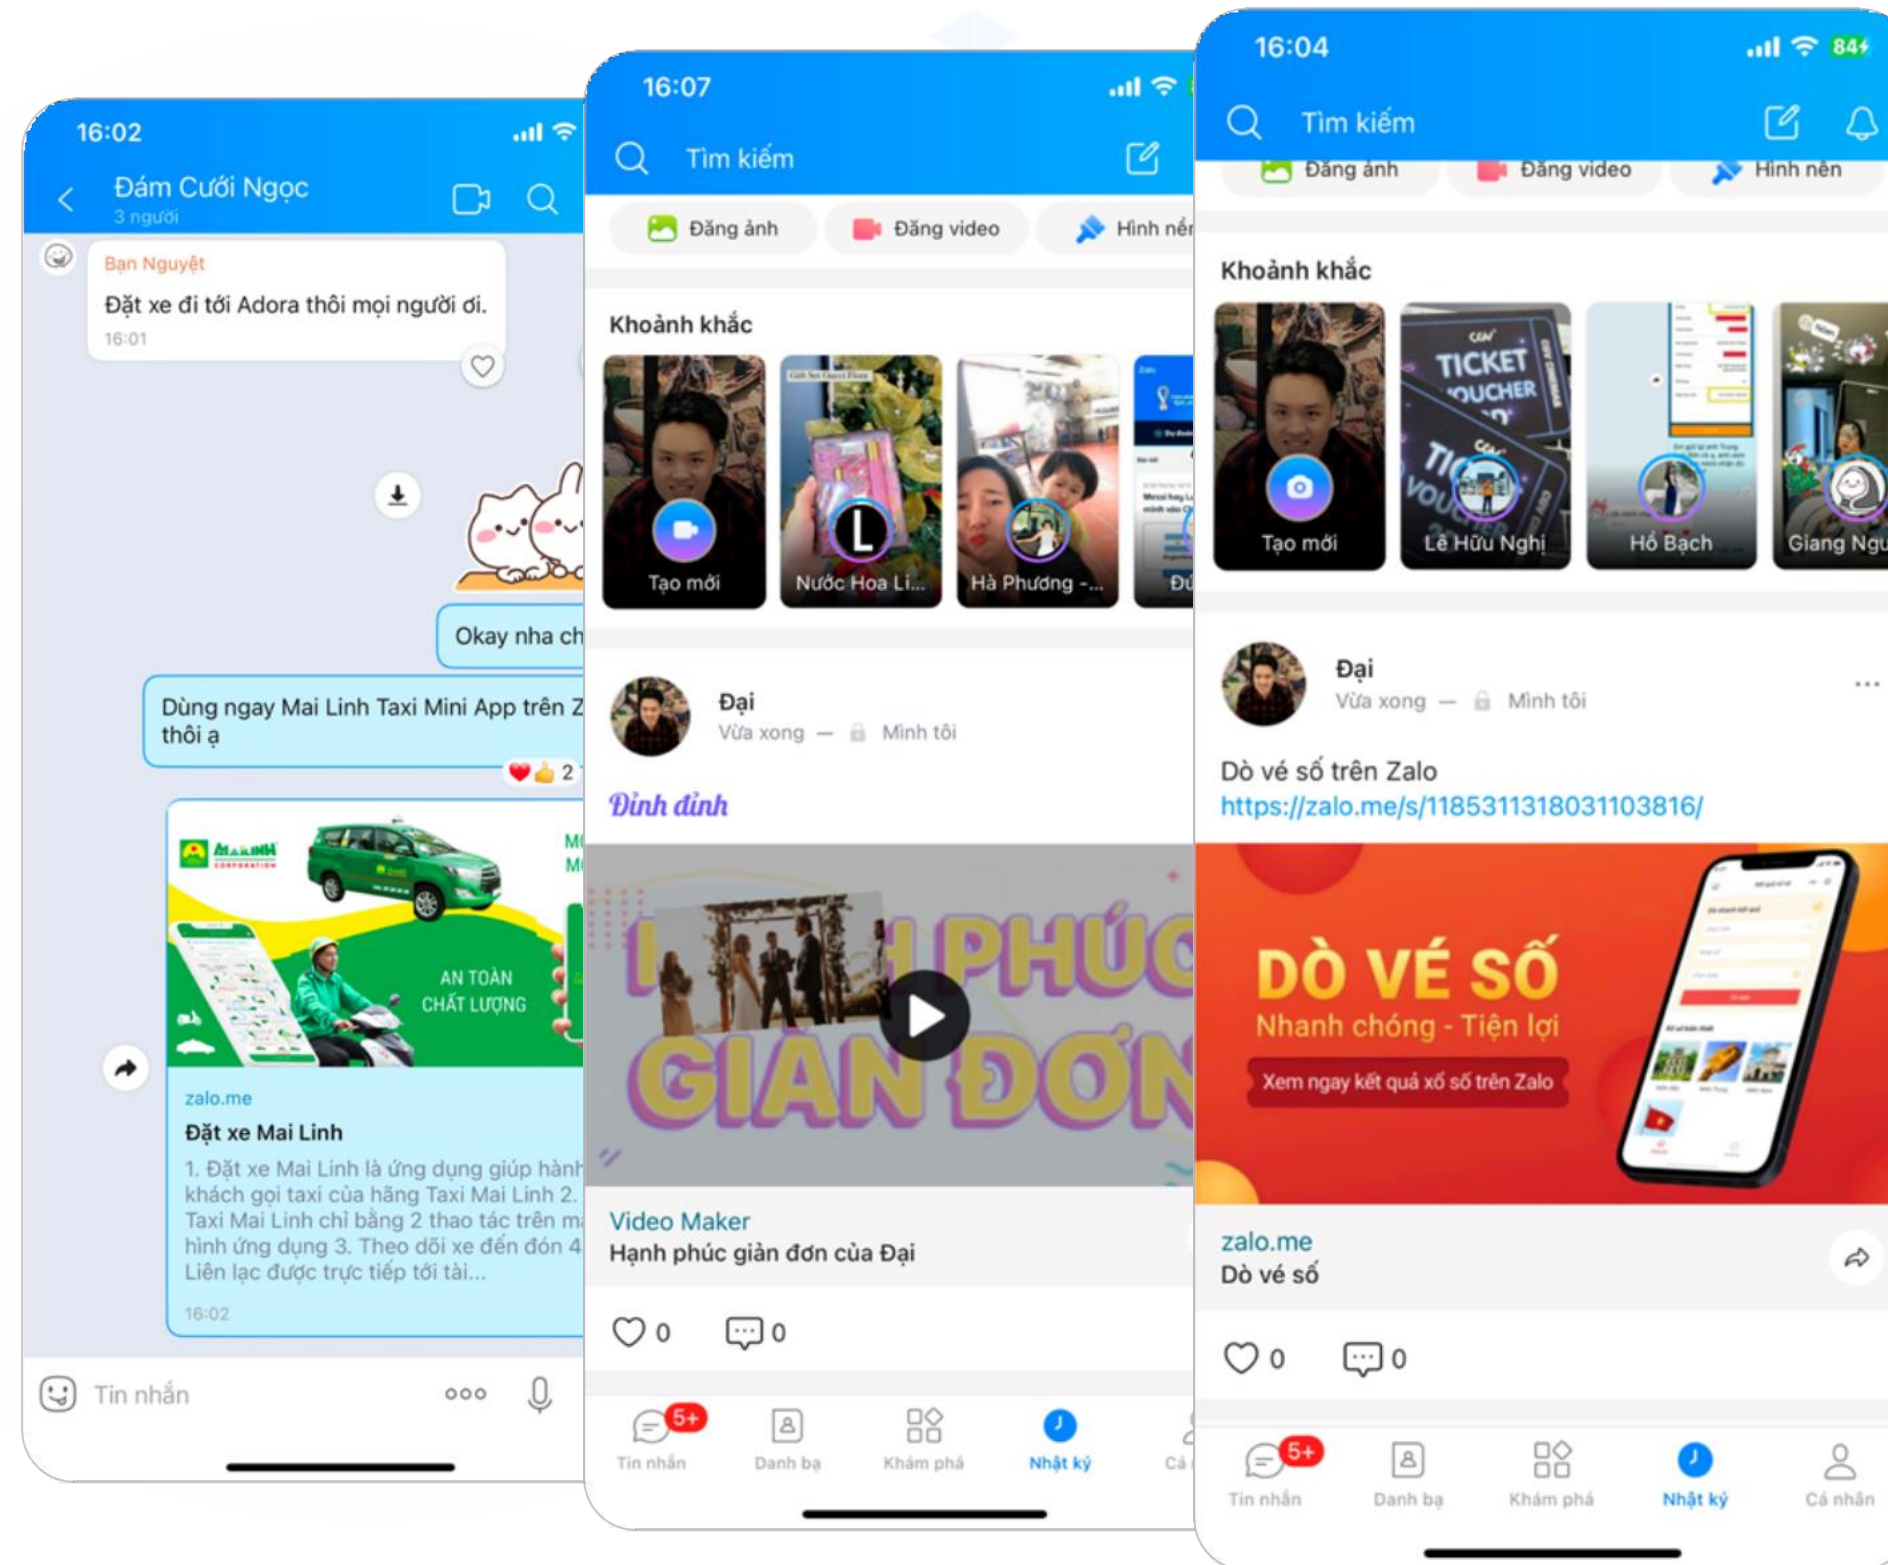 16:02
Đám Cưới Ngọc
3 người
Bạn Nguyệt
Đặt xe đi tới Adora thôi mọi người ơi.
16:01
Okay nha ch
Dùng ngay Mai Linh Taxi Mini App trên Z
thôi ạ
2
MAILINH
CORPORATION
AN TOÀN
CHẤT LƯỢNG
zalo.me
Đặt xe Mai Linh
1. Đặt xe Mai Linh là ứng dụng giúp hành
khách gọi taxi của hãng Taxi Mai Linh 2.
Taxi Mai Linh chỉ bằng 2 thao tác trên mà
hình ứng dụng 3. Theo dõi xe đến đón 4.
Liên lạc được trực tiếp tới tài...
16:02
Tin nhắn
16:07
Tìm kiếm
Đăng ảnh
Đăng video
Hình nền
Khoảnh khắc
Tạo mới
Nước Hoa Li...
Hà Phương -...
Đứ
Đại
Vừa xong — Mình tôi
Đỉnh đỉnh
PHÚC
GIẢN ĐƠN
Video Maker
Hạnh phúc giản đơn của Đại
0
0
5+
Tin nhắn
Danh bạ
Khám phá
Nhật ký
Cá
16:04
84
Tìm kiếm
Đăng ảnh
Đăng video
Hình nền
Khoảnh khắc
CGV
TICKET
VOUCHER
Tạo mới
Lê Hữu Nghị
Hồ Bạch
Giang Ngu
Đại
Vừa xong — Mình tôi
Dò vé số trên Zalo
https://zalo.me/s/1185311318031103816/
DÒ VÉ SỐ
Nhanh chóng - Tiện lợi
Xem ngay kết quả xổ số trên Zalo
zalo.me
Dò vé số
0
0
5+
Tin nhắn
Danh bạ
Khám phá
Nhật ký
Cá nhân